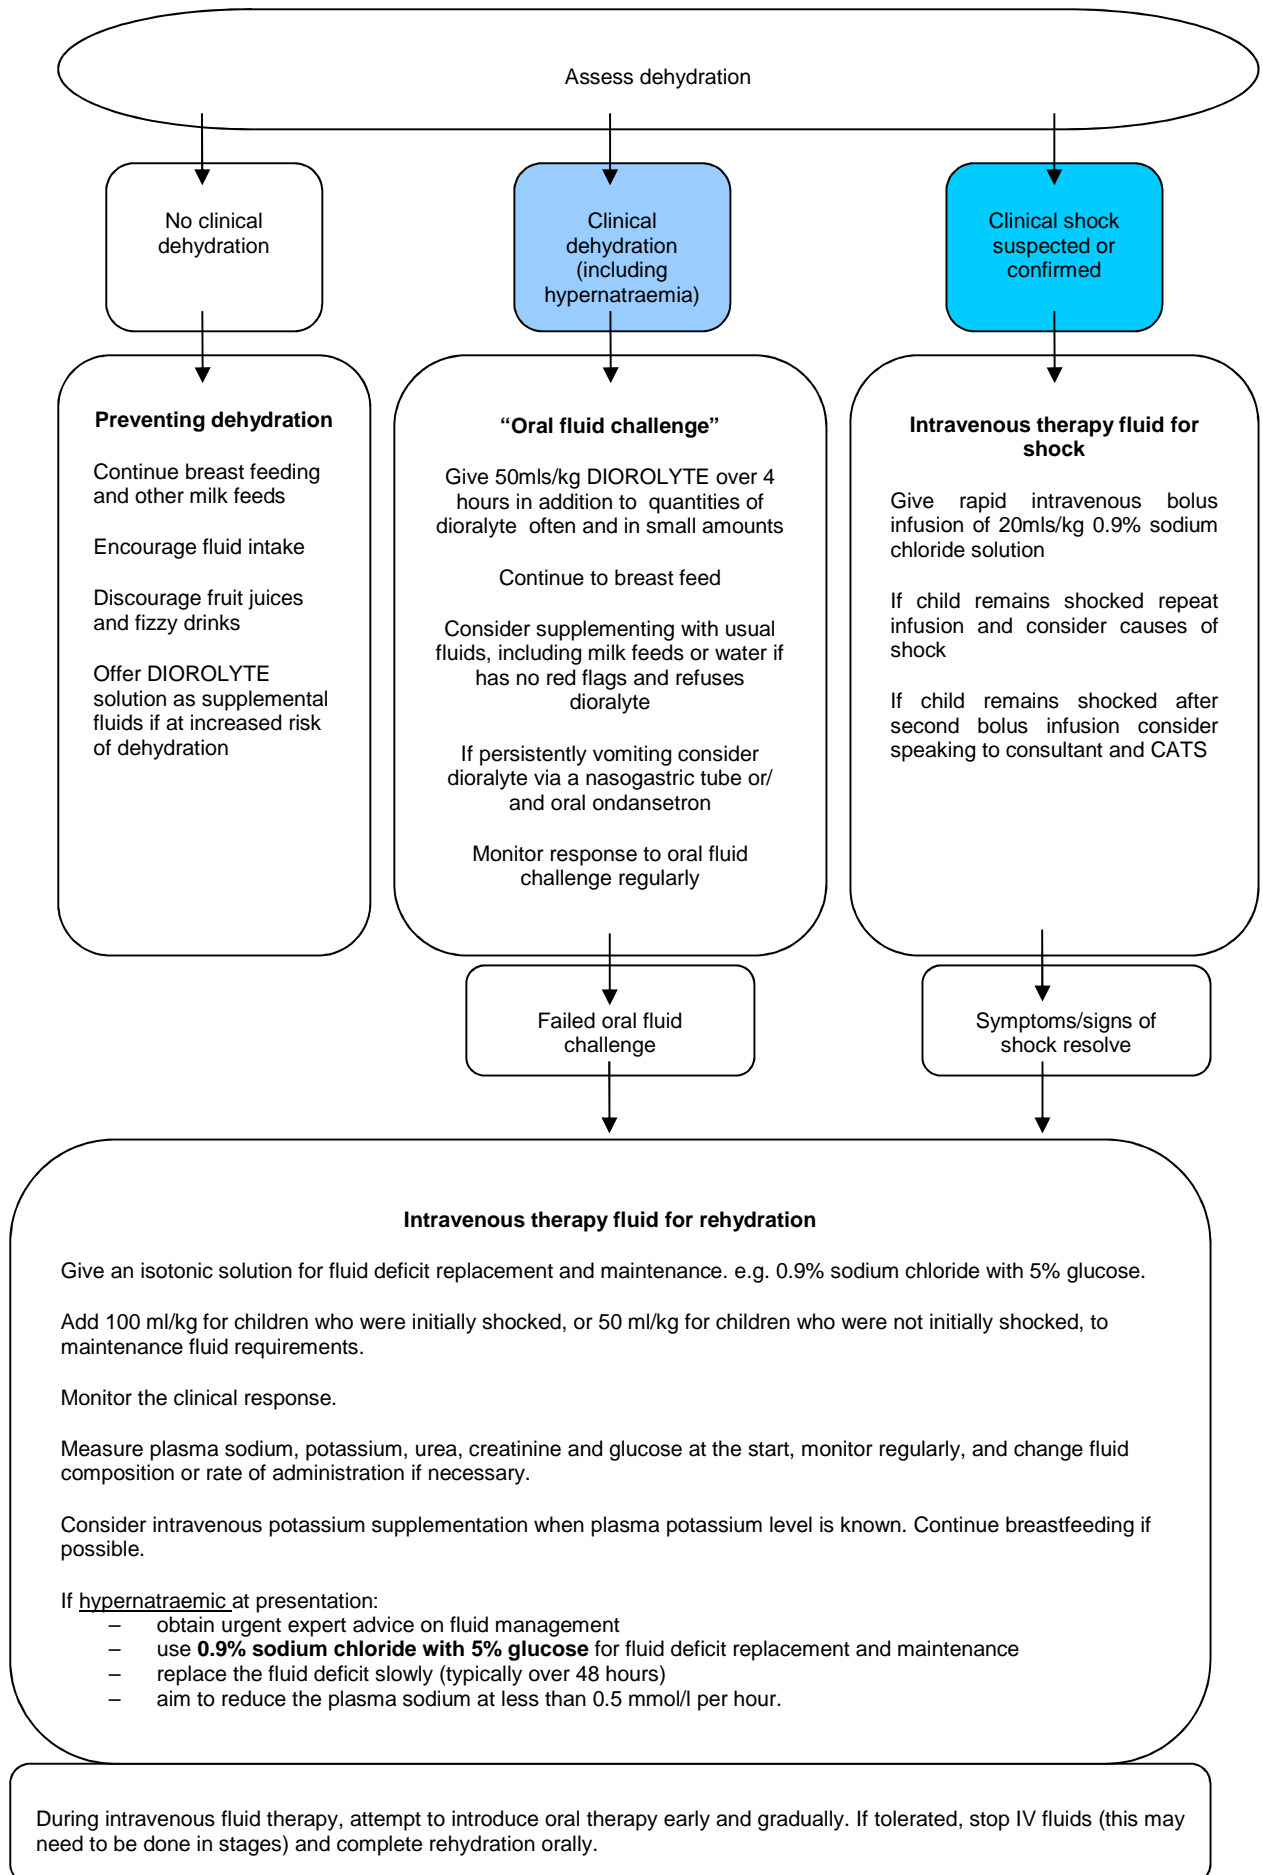 Assess dehydration
No clinical
dehydration
Clinical
dehydration
(including
hypernatraemia)
Clinical shock
suspected or
confirmed
Preventing dehydration
Continue breast feeding
and other milk feeds
Encourage fluid intake
Discourage fruit juices
and fizzy drinks
Offer DIOROLYTE
solution as supplemental
fluids if at increased risk
of dehydration
“Oral fluid challenge”
Give 50mls/kg DIOROLYTE over 4
hours in addition to quantities of
dioralyte often and in small amounts
Continue to breast feed
Consider supplementing with usual
fluids, including milk feeds or water if
has no red flags and refuses
dioralyte
If persistently vomiting consider
dioralyte via a nasogastric tube or/
and oral ondansetron
Monitor response to oral fluid
challenge regularly
Intravenous therapy fluid for
shock
Give rapid intravenous bolus
infusion of 20mls/kg 0.9% sodium
chloride solution
If child remains shocked repeat
infusion and consider causes of
shock
If child remains shocked after
second bolus infusion consider
speaking to consultant and CATS
Failed oral fluid
challenge
Symptoms/signs of
shock resolve
Intravenous therapy fluid for rehydration
Give an isotonic solution for fluid deficit replacement and maintenance. e.g. 0.9% sodium chloride with 5% glucose.
Add 100 ml/kg for children who were initially shocked, or 50 ml/kg for children who were not initially shocked, to
maintenance fluid requirements.
Monitor the clinical response.
Measure plasma sodium, potassium, urea, creatinine and glucose at the start, monitor regularly, and change fluid
composition or rate of administration if necessary.
Consider intravenous potassium supplementation when plasma potassium level is known. Continue breastfeeding if
possible.
If hypernatraemic at presentation:
– obtain urgent expert advice on fluid management
– use 0.9% sodium chloride with 5% glucose for fluid deficit replacement and maintenance
– replace the fluid deficit slowly (typically over 48 hours)
– aim to reduce the plasma sodium at less than 0.5 mmol/l per hour.
During intravenous fluid therapy, attempt to introduce oral therapy early and gradually. If tolerated, stop IV fluids (this may
need to be done in stages) and complete rehydration orally.